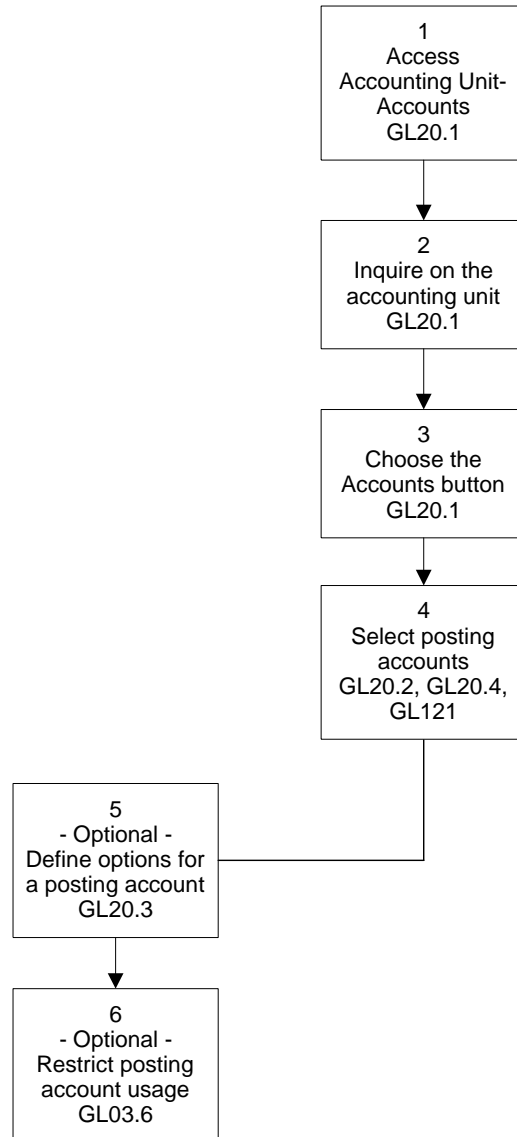 1
Access
Accounting Unit-
Accounts
GL20.1
2
Inquire on the
accounting unit
GL20.1
3
Choose the
Accounts button
GL20.1
4
Select posting
accounts
GL20.2, GL20.4,
GL121
5
- Optional -
Define options for
a posting account
GL20.3
6
- Optional -
Restrict posting
account usage
GL03.6